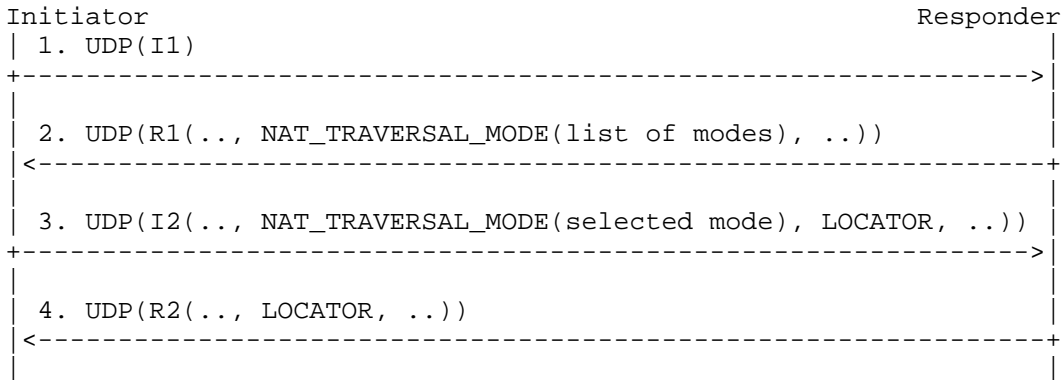 Initiator Responder
1. UDP(I1)
2. UDP(R1(.., NAT_TRAVERSAL_MODE(list of modes), ..))
3. UDP(I2(.., NAT_TRAVERSAL_MODE(selected mode), LOCATOR, ..))
4. UDP(R2(.., LOCATOR, ..))